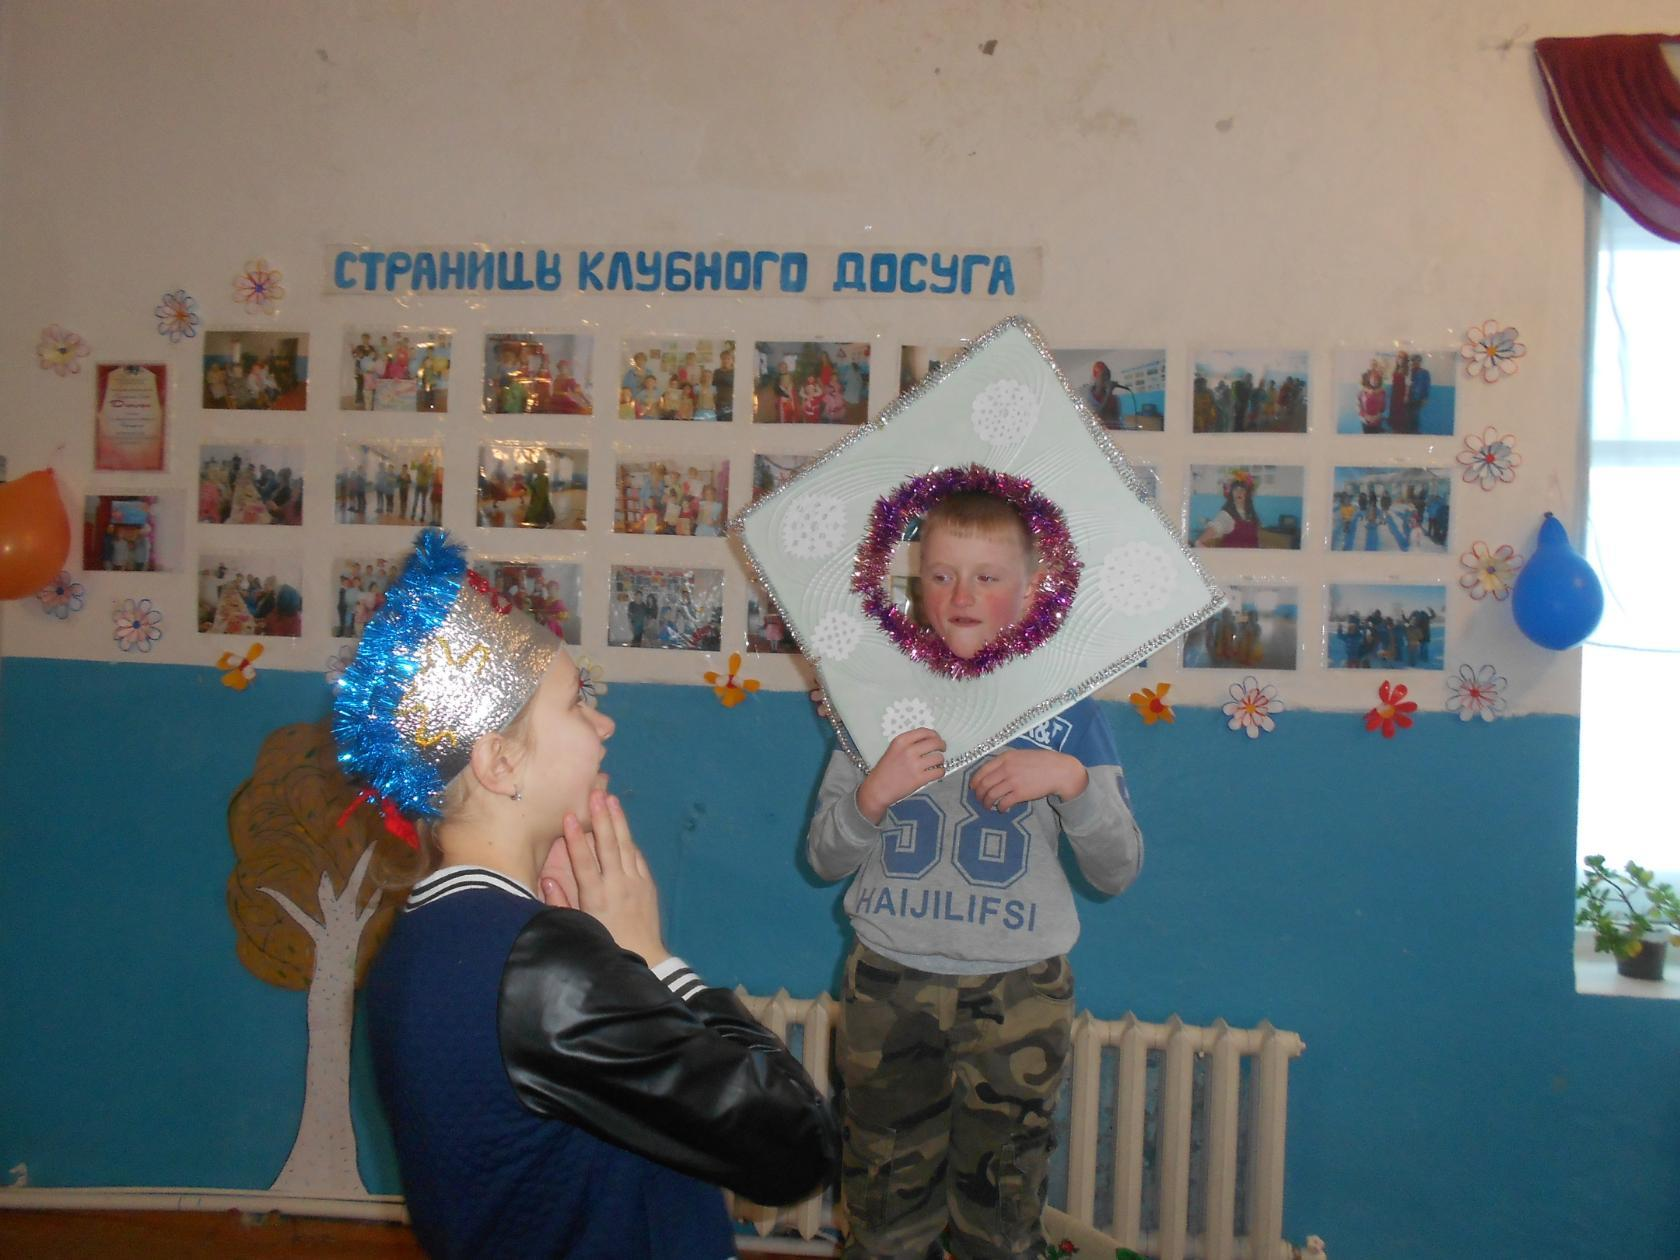 СТРАНИЦЫ КЛУБНОГО ДОСУГА
58
HAIJILIFSI